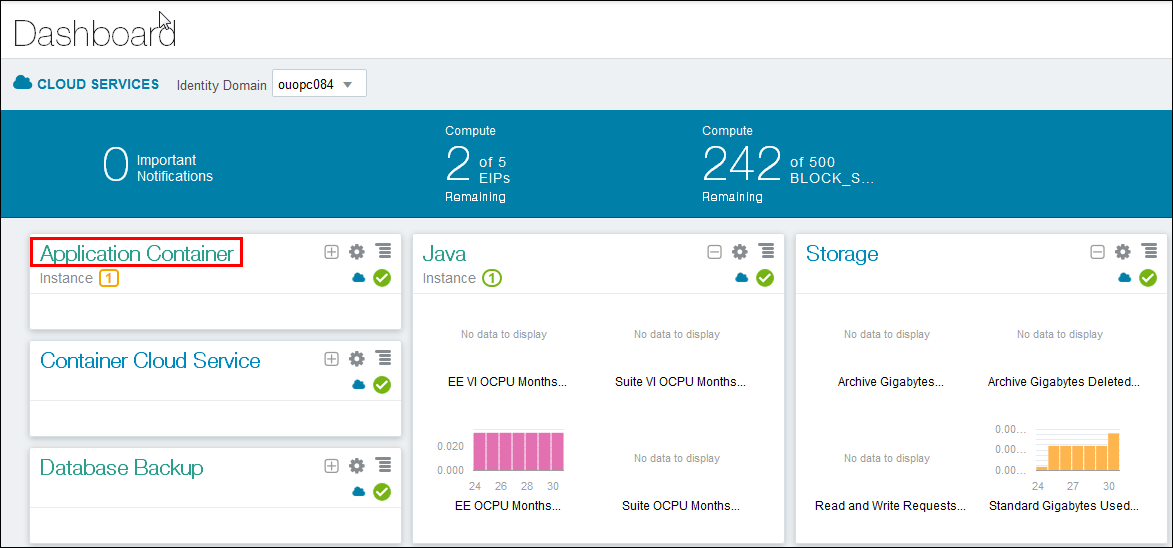 Dashboard
CLOUD SERVICES Identity Domain ouopc084
0 Important Notifications
Compute
2 of 5 EIPs
Remaining
Compute
242 of 500 BLOCK_S...
Remaining
Application Container
Instance 1
Container Cloud Service
Database Backup
Java
Instance 1
No data to display No data to display
EE VI OCPU Months... Suite VI OCPU Months...
0.020
0.000
24 26 28 30
No data to display
EE OCPU Months... Suite OCPU Months...
Storage
No data to display No data to display
Archive Gigabytes... Archive Gigabytes Deleted...
No data to display
0.00...
0.00...
0.00...
24 27 30
Read and Write Requests... Standard Gigabytes Used...